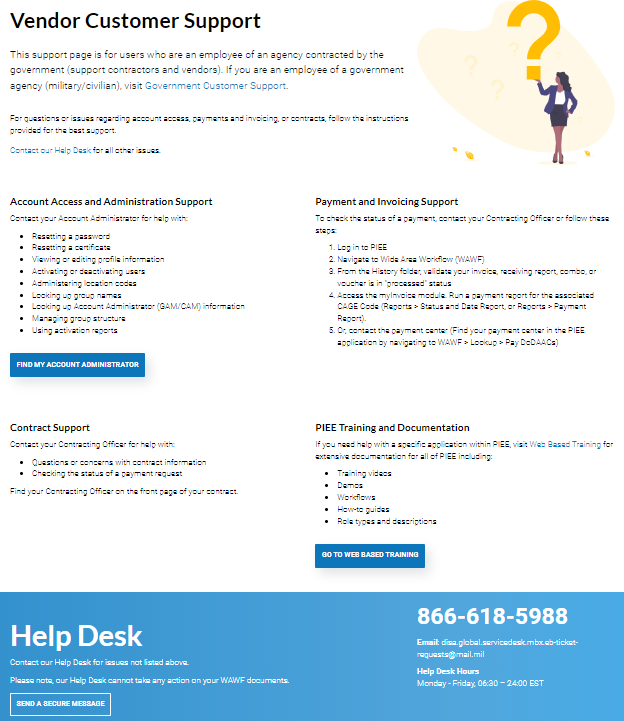 Vendor Customer Support
This support page is for users who are an employee of an agency contracted by the
government (support contractors and vendors). If you are an employee of a government
agency (military/civilian), visit Government Customer Support.
For questions or issues regarding account access, payments and invoicing, or contracts, follow the instructions
provided for the best support.
Contact our Help Desk for all other issues.
Account Access and Administration Support
Contact your Account Administrator for help with:
• Resetting a password
• Resetting a certificate
• Viewing or editing profile information
• Activating or deactivating users
• Administering location codes
• Looking up group names
• Looking up Account Administrator (GAM/CAM) information
• Managing group structure
• Using activation reports
FIND MY ACCOUNT ADMINISTRATOR
Payment and Invoicing Support
To check the status of a payment, contact your Contracting Officer or follow these
steps:
1. Log in to PIEE
2. Navigate to Wide Area Workflow (WAWF)
3. From the History folder, validate your invoice, receiving report, combo, or
voucher is in "processed" status
4. Access the myInvoice module. Run a payment report for the associated
CAGE Code (Reports > Status and Date Report, or Reports > Payment
Report).
5. Or, contact the payment center (Find your payment center in the PIEE
application by navigating to WAWF > Lookup > Pay DoDAACs)
Contract Support
Contact your Contracting Officer for help with:
• Questions or concerns with contract information
• Checking the status of a payment request
Find your Contracting Officer on the front page of your contract.
PIEE Training and Documentation
If you need help with a specific application within PIEE, visit Web Based Training for
extensive documentation for all of PIEE including:
• Training videos
• Demos
• Workflows
• How-to guides
• Role types and descriptions
GO TO WEB BASED TRAINING
Help Desk
Contact our Help Desk for issues not listed above.
Please note, our Help Desk cannot take any action on your WAWF documents.
SEND A SECURE MESSAGE
866-618-5988
Email: disa.global.servicedesk.mbx.eb-ticket-
requests@mail.mil
Help Desk Hours
Monday - Friday, 06:30 – 24:00 EST